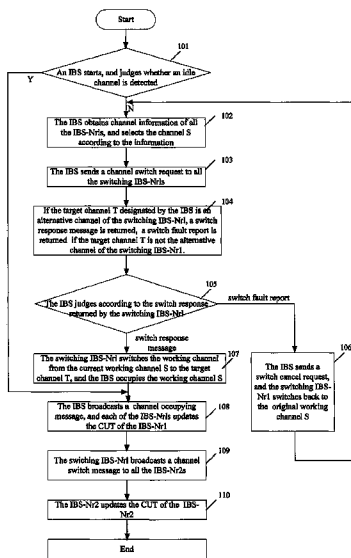 Start
101
An IBS starts, and judges whether an idle
channel is detected
Y
N
102
The IBS obtains channel information of all
the IBS-Nr1s, and selects the channel S
according to the information
103
The IBS sends a channel switch request to all
the switching IBS-Nr1s
104
If the target channel T designated by the IBS is an
alternative channel of the switching IBS-Nr1, a switch
response message is returned, a switch fault report is
returned if the target channel T is not the alternative
channel of the switching IBS-Nr1.
105
The IBS judges according to the switch response
returned by the switching IBS-Nr1
switch fault report
switch response
message
107
The switching IBS-Nr1 switches the working channel
from the current working channel S to the target
channel T, and the IBS occupies the working channel S
106
The IBS sends a
switch cancel request,
and the switching IBS-
Nr1 switches back to
the original working
channel S
108
The IBS broadcasts a channel occupying
message, and each of the IBS-Nr1s updates
the CUT of the IBS-Nr1
109
The switching IBS-Nr1 broadcasts a channel
switch message to all the IBS-Nr2s
110
The IBS-Nr2 updates the CUT of the IBS-
Nr2
End